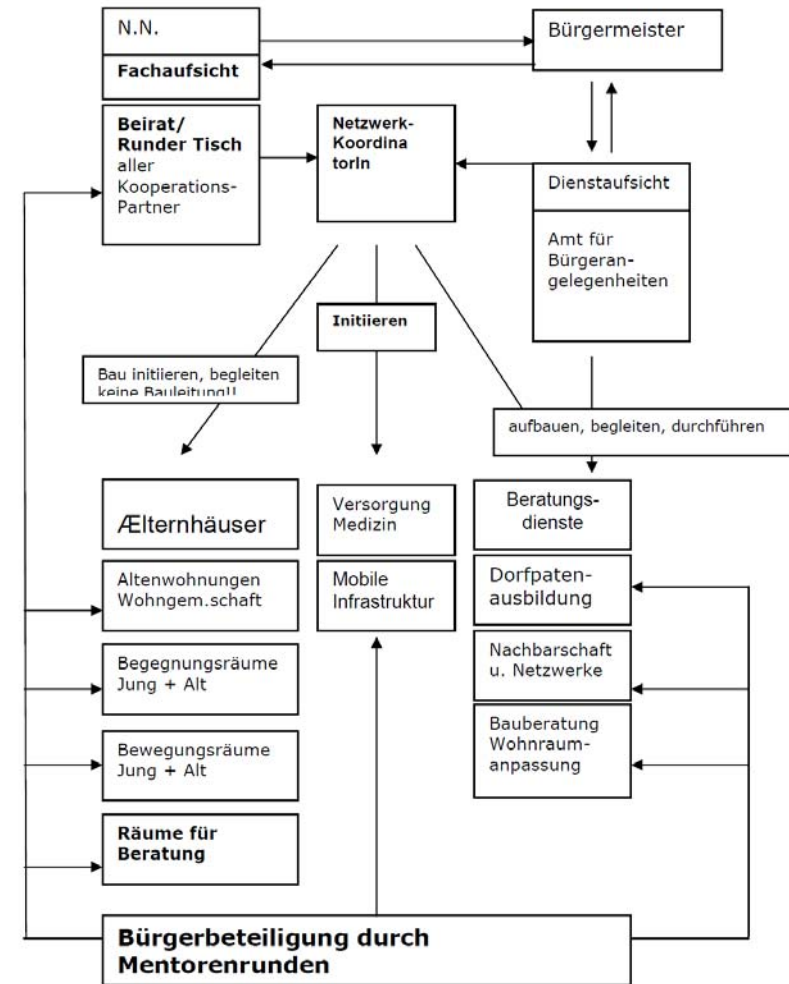 N.N.
Fachaufsicht
Bürgermeister
Beirat/
Runder Tisch
aller
Kooperations-
Partner
Netzwerk-
Koordina
torIn
Dienstaufsicht
Amt für
Bürgeran-
gelegenheiten
Initiieren
Bau initiieren, begleiten
keine Bauleitung!!
aufbauen, begleiten, durchführen
Ælternhäuser
Altenwohnungen
Wohngem.schaft
Begegnungsräume
Jung + Alt
Bewegungsräume
Jung + Alt
Räume für
Beratung
Versorgung
Medizin
Mobile
Infrastruktur
Beratungs-
dienste
Dorfpaten-
ausbildung
Nachbarschaft
u. Netzwerke
Bauberatung
Wohnraum-
anpassung
Bürgerbeteiligung durch
Mentorenrunden